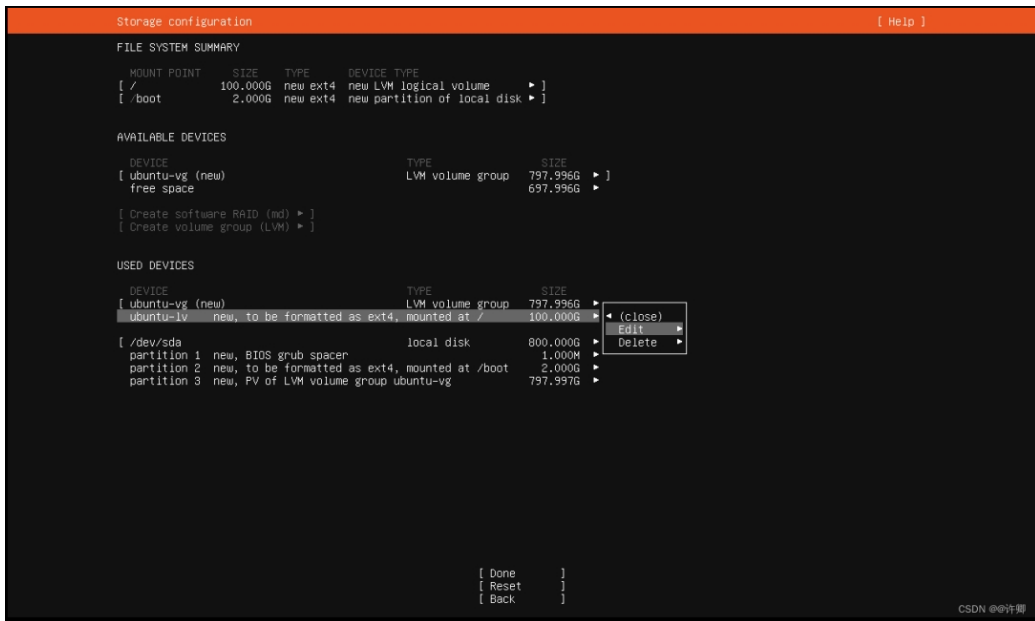 Storage configuration [ Help ]
FILE SYSTEM SUMMARY
MOUNT POINT SIZE TYPE DEVICE TYPE
[ / 100.000G new ext4 new LVM logical volume ▸ ]
[ /boot 2.000G new ext4 new partition of local disk ▸ ]
AVAILABLE DEVICES
DEVICE TYPE SIZE
[ ubuntu-vg (new) LVM volume group 797.996G ▸ ]
free space 697.996G ▸
[ Create software RAID (md) ▸ ]
[ Create volume group (LVM) ▸ ]
USED DEVICES
DEVICE TYPE SIZE
[ ubuntu-vg (new) LVM volume group 797.996G ▸
ubuntu-lv new, to be formatted as ext4, mounted at / 100.000G ▸ ◂ (close)
Edit ▸
[ /dev/sda local disk 800.000G ▸ Delete ▸
partition 1 new, BIOS grub spacer 1.000M ▸
partition 2 new, to be formatted as ext4, mounted at /boot 2.000G ▸
partition 3 new, PV of LVM volume group ubuntu-vg 797.997G ▸
[ Done ]
[ Reset ]
[ Back ]
CSDN @@许卿